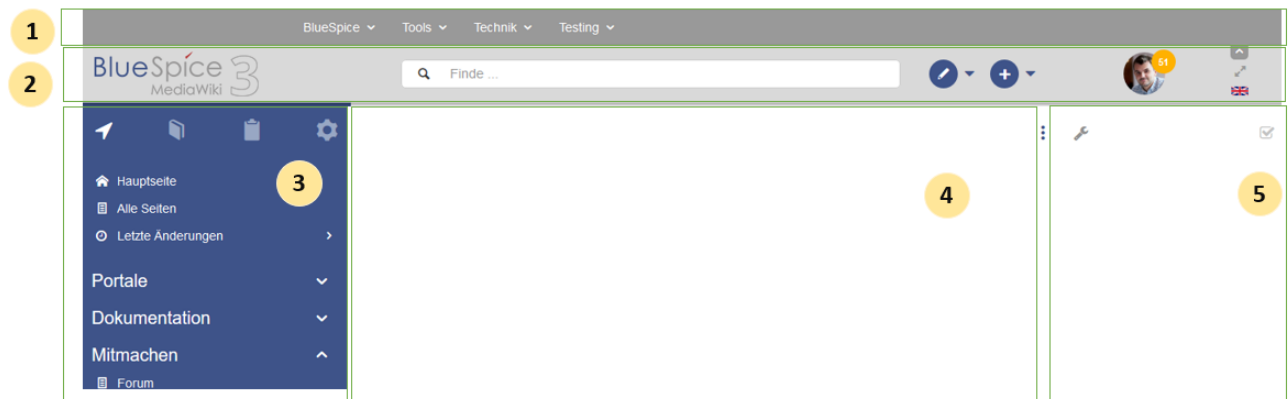 1
BlueSpice Tools Technik Testing
2
BlueSpice 3
MediaWiki
Finde ...
51
3
Hauptseite
Alle Seiten
Letzte Änderungen
Portale
Dokumentation
Mitmachen
Forum
4
5